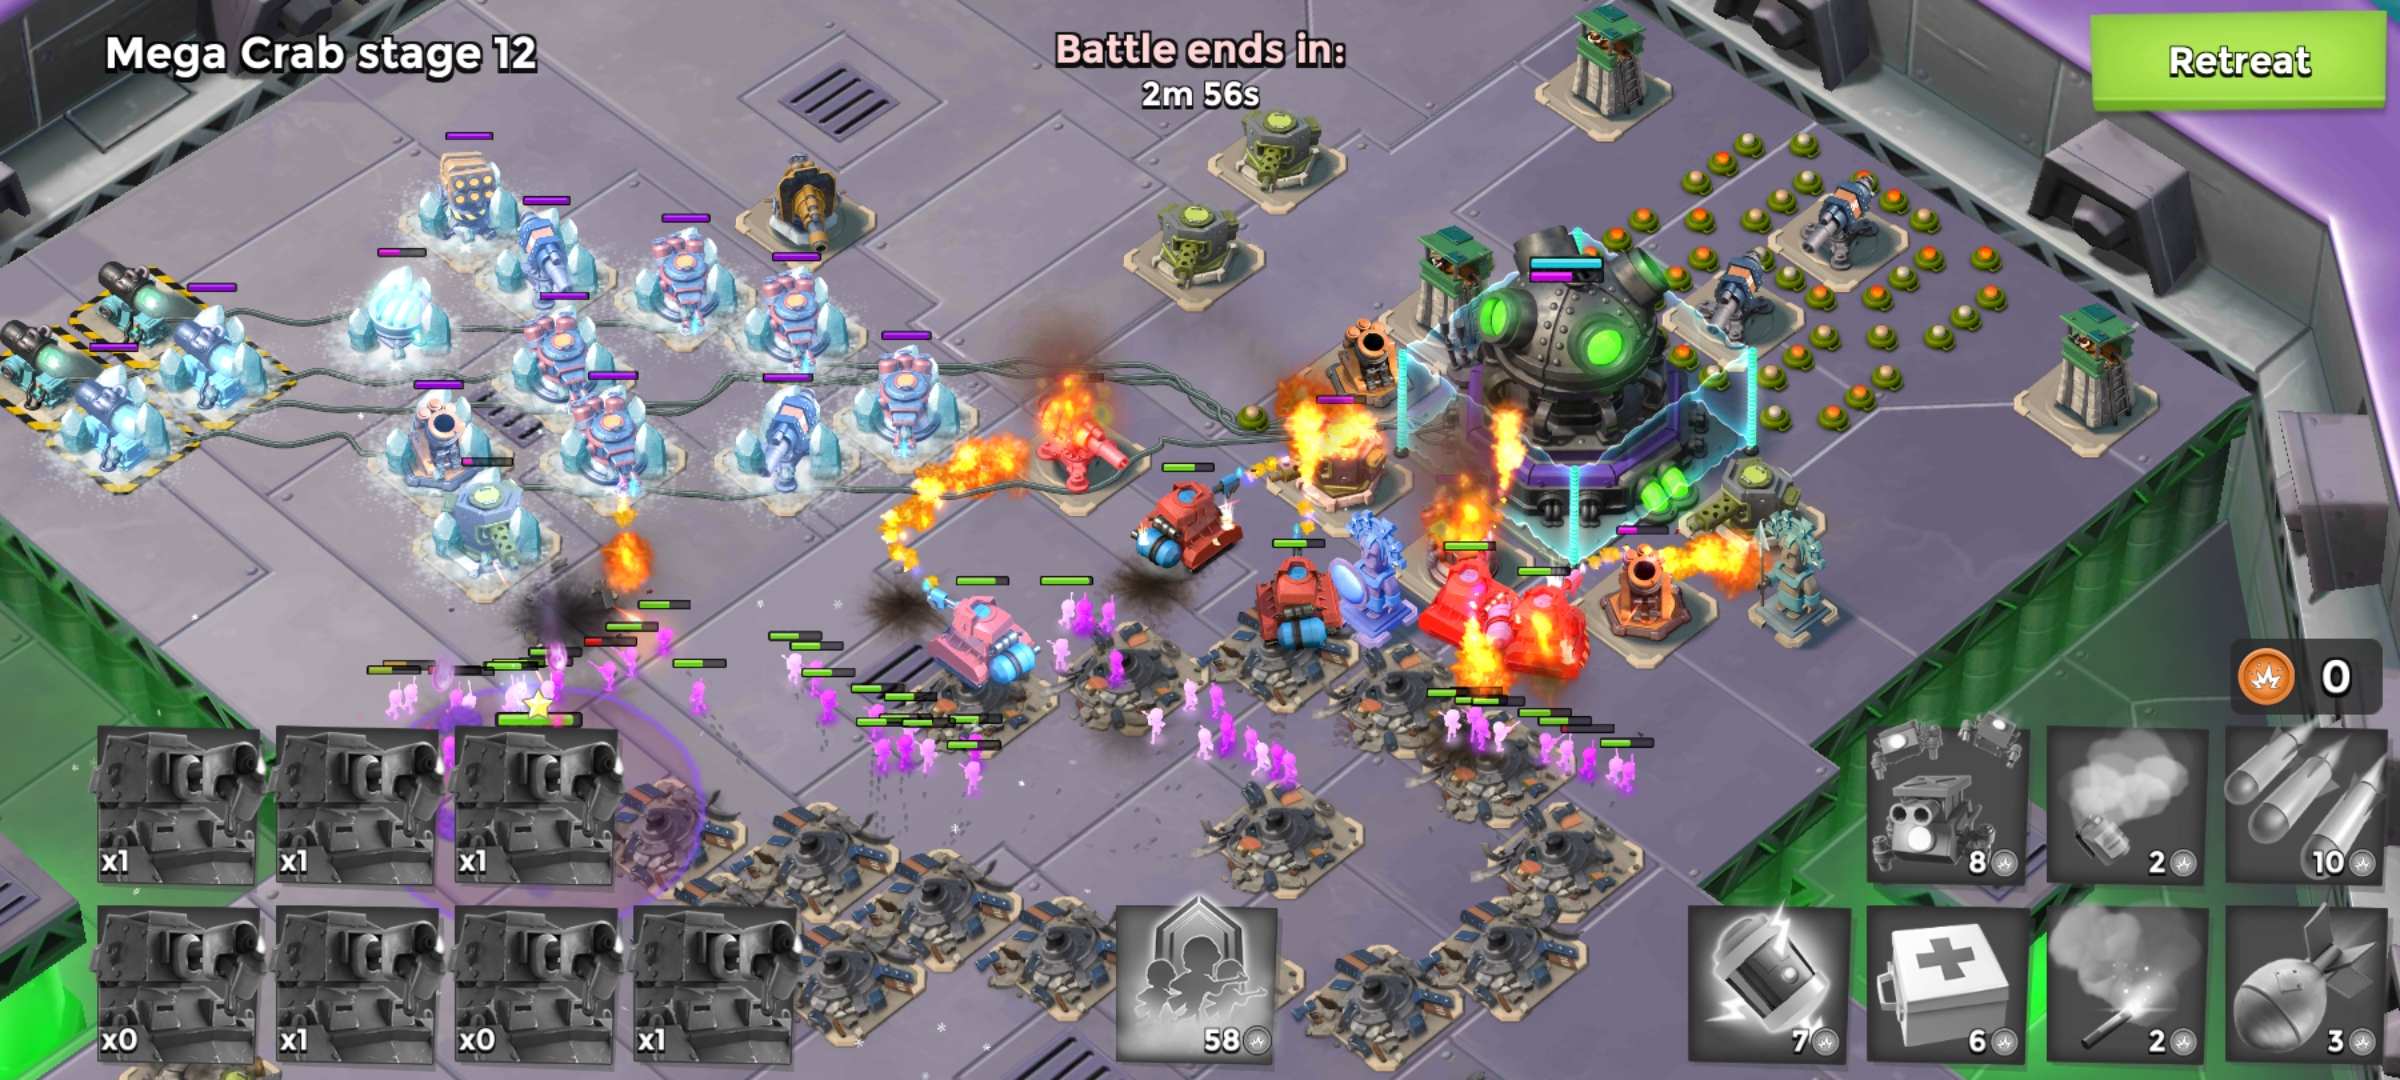 Mega Crab stage 12
Battle ends in:
2m 56s
Retreat
0
x1
x1
x1
8
2
10
x0
x1
x0
x1
58
7
6
2
3